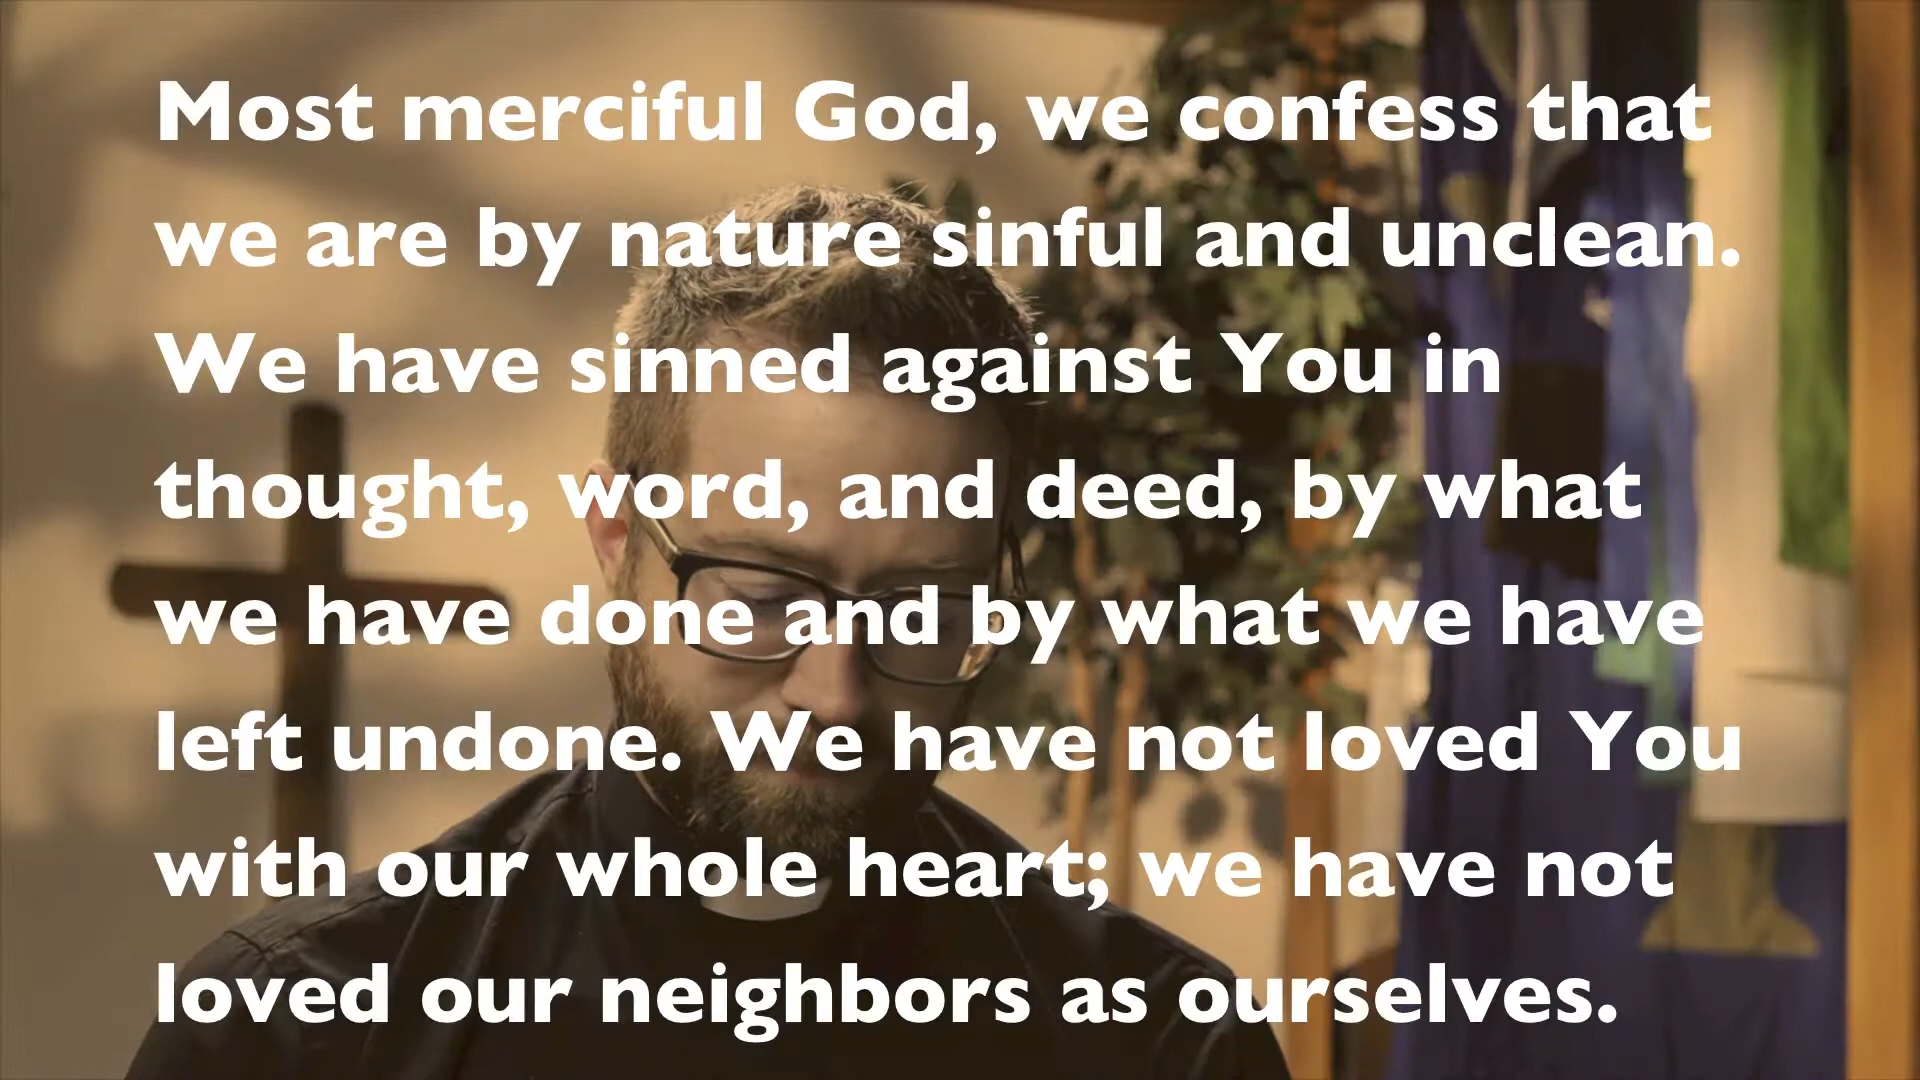 Most merciful God, we confess that
we are by nature sinful and unclean.
We have sinned against You in
thought, word, and deed, by what
we have done and by what we have
left undone. We have not loved You
with our whole heart; we have not
loved our neighbors as ourselves.